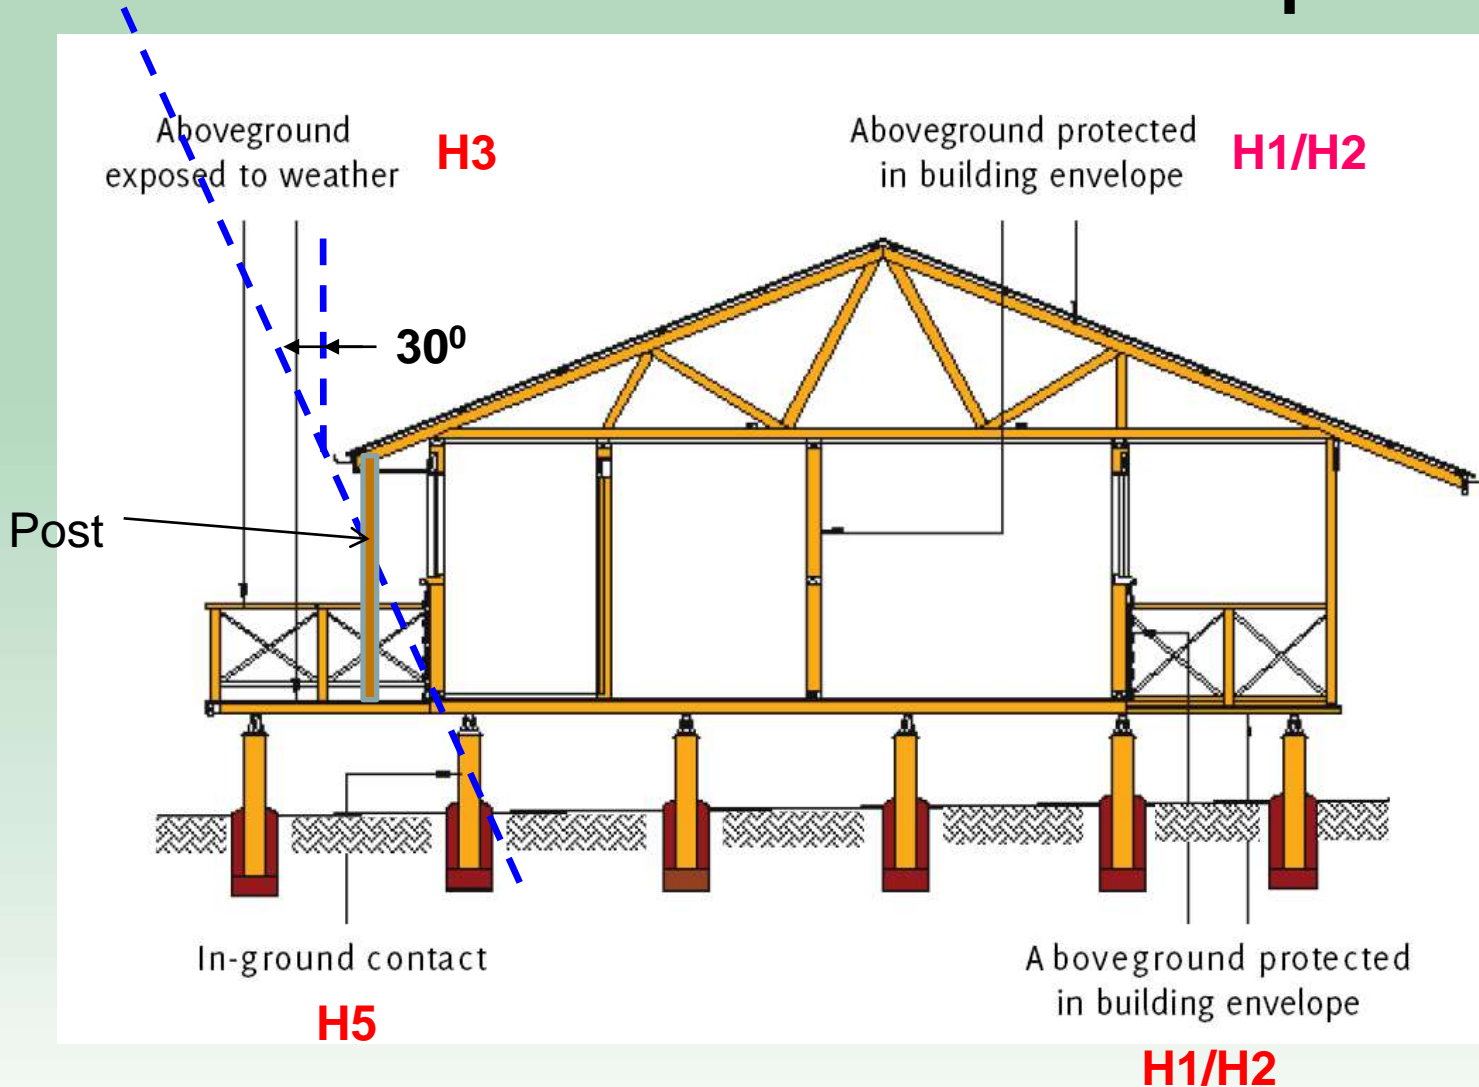 Aboveground
exposed to weather
H3
Aboveground protected
in building envelope
H1/H2
30⁰
Post
In-ground contact
H5
Aboveground protected
in building envelope
H1/H2